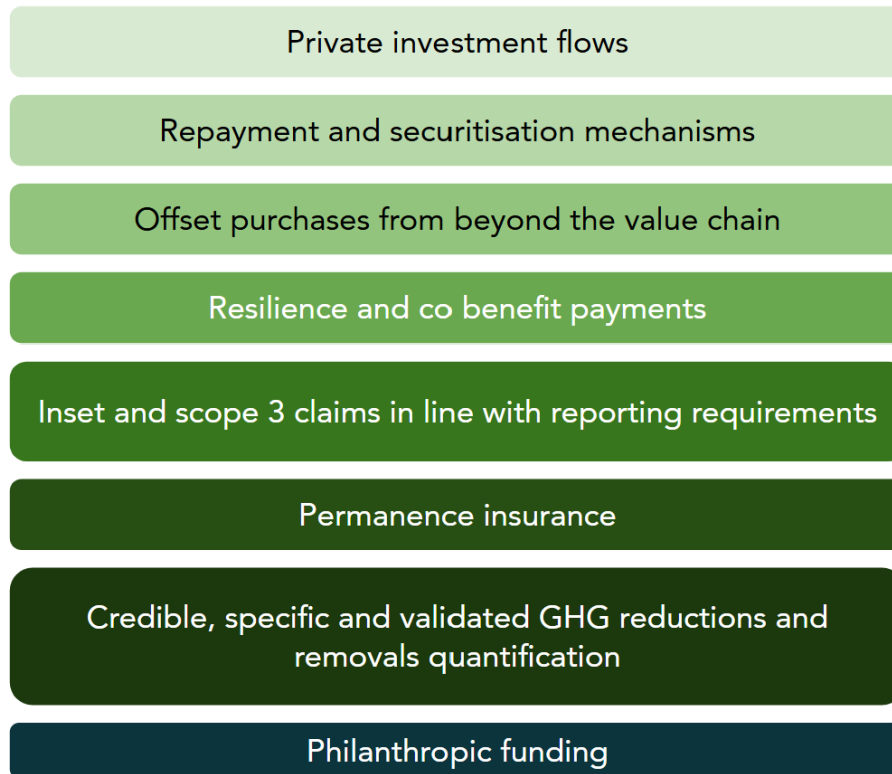 Private investment flows
Repayment and securitisation mechanisms
Offset purchases from beyond the value chain
Resilience and co benefit payments
Inset and scope 3 claims in line with reporting requirements
Permanence insurance
Credible, specific and validated GHG reductions and
removals quantification
Philanthropic funding